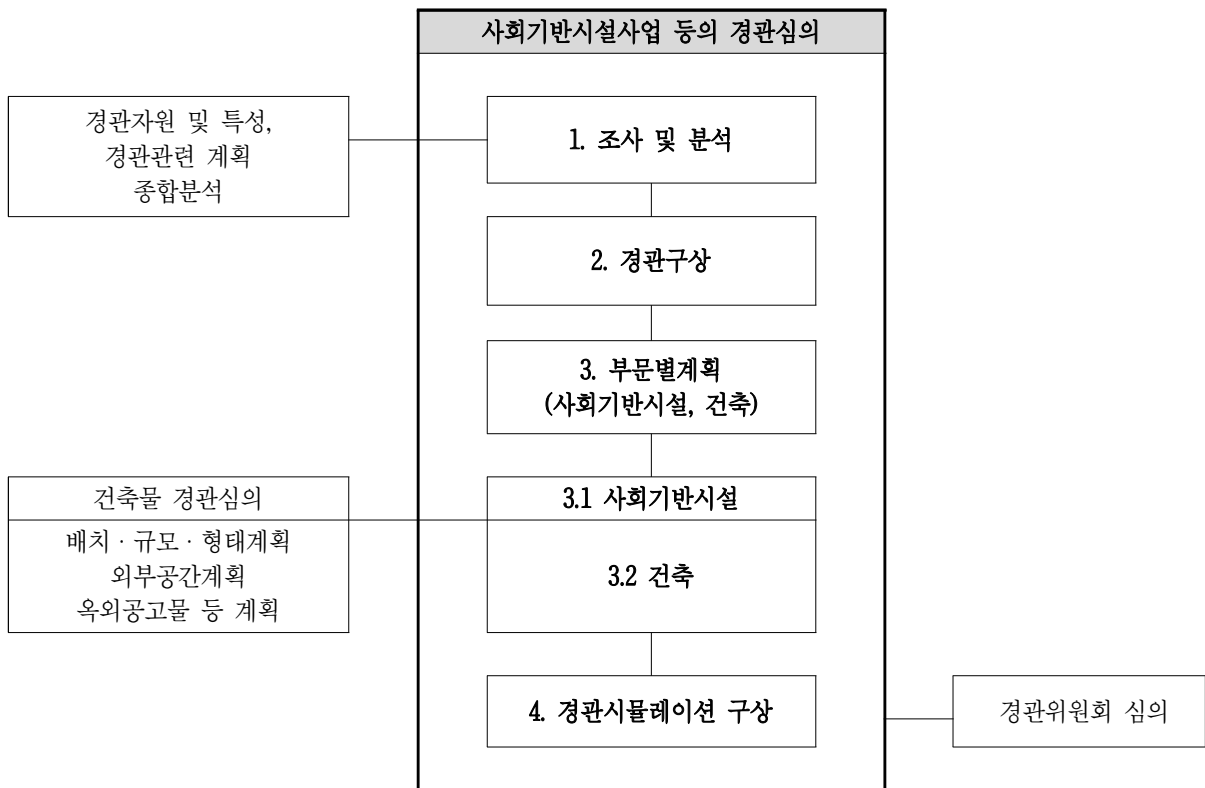 사회기반시설사업 등의 경관심의
경관자원 및 특성,
경관관련 계획
종합분석
1. 조사 및 분석
2. 경관구상
3. 부문별계획
(사회기반시설, 건축)
건축물 경관심의
배치 · 규모 · 형태계획
외부공간계획
옥외공고물 등 계획
3.1 사회기반시설
3.2 건축
4. 경관시뮬레이션 구상
경관위원회 심의